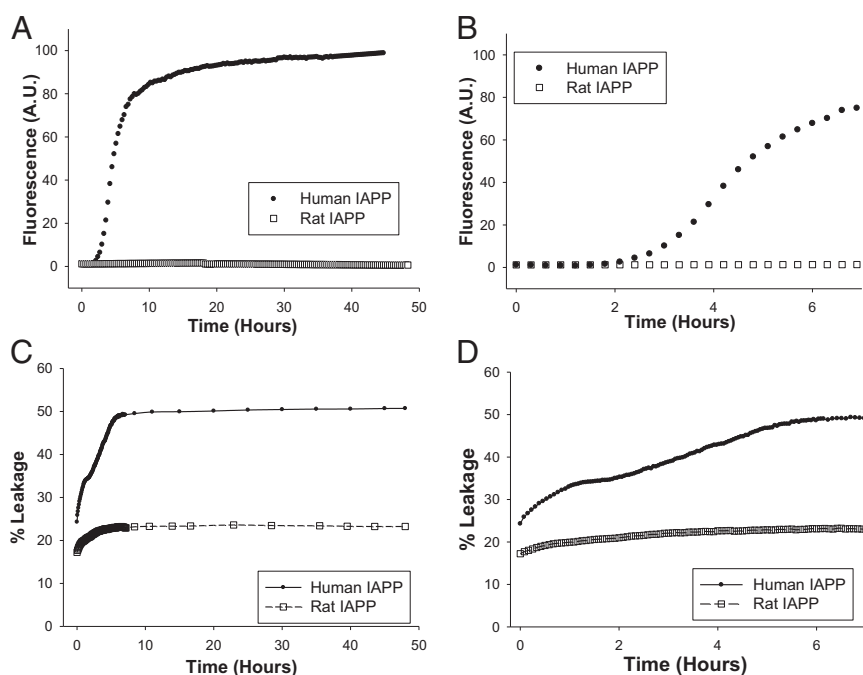 A
Fluorescence (A.U.)
100
80
60
40
20
0
Human IAPP
Rat IAPP
0 10 20 30 40 50
Time (Hours)
B
Fluorescence (A.U.)
100
80
60
40
20
0
Human IAPP
Rat IAPP
0 2 4 6
Time (Hours)
C
% Leakage
60
50
40
30
20
10
0
Human IAPP
Rat IAPP
0 10 20 30 40 50
Time (Hours)
D
% Leakage
60
50
40
30
20
10
0
Human IAPP
Rat IAPP
0 2 4 6
Time (Hours)